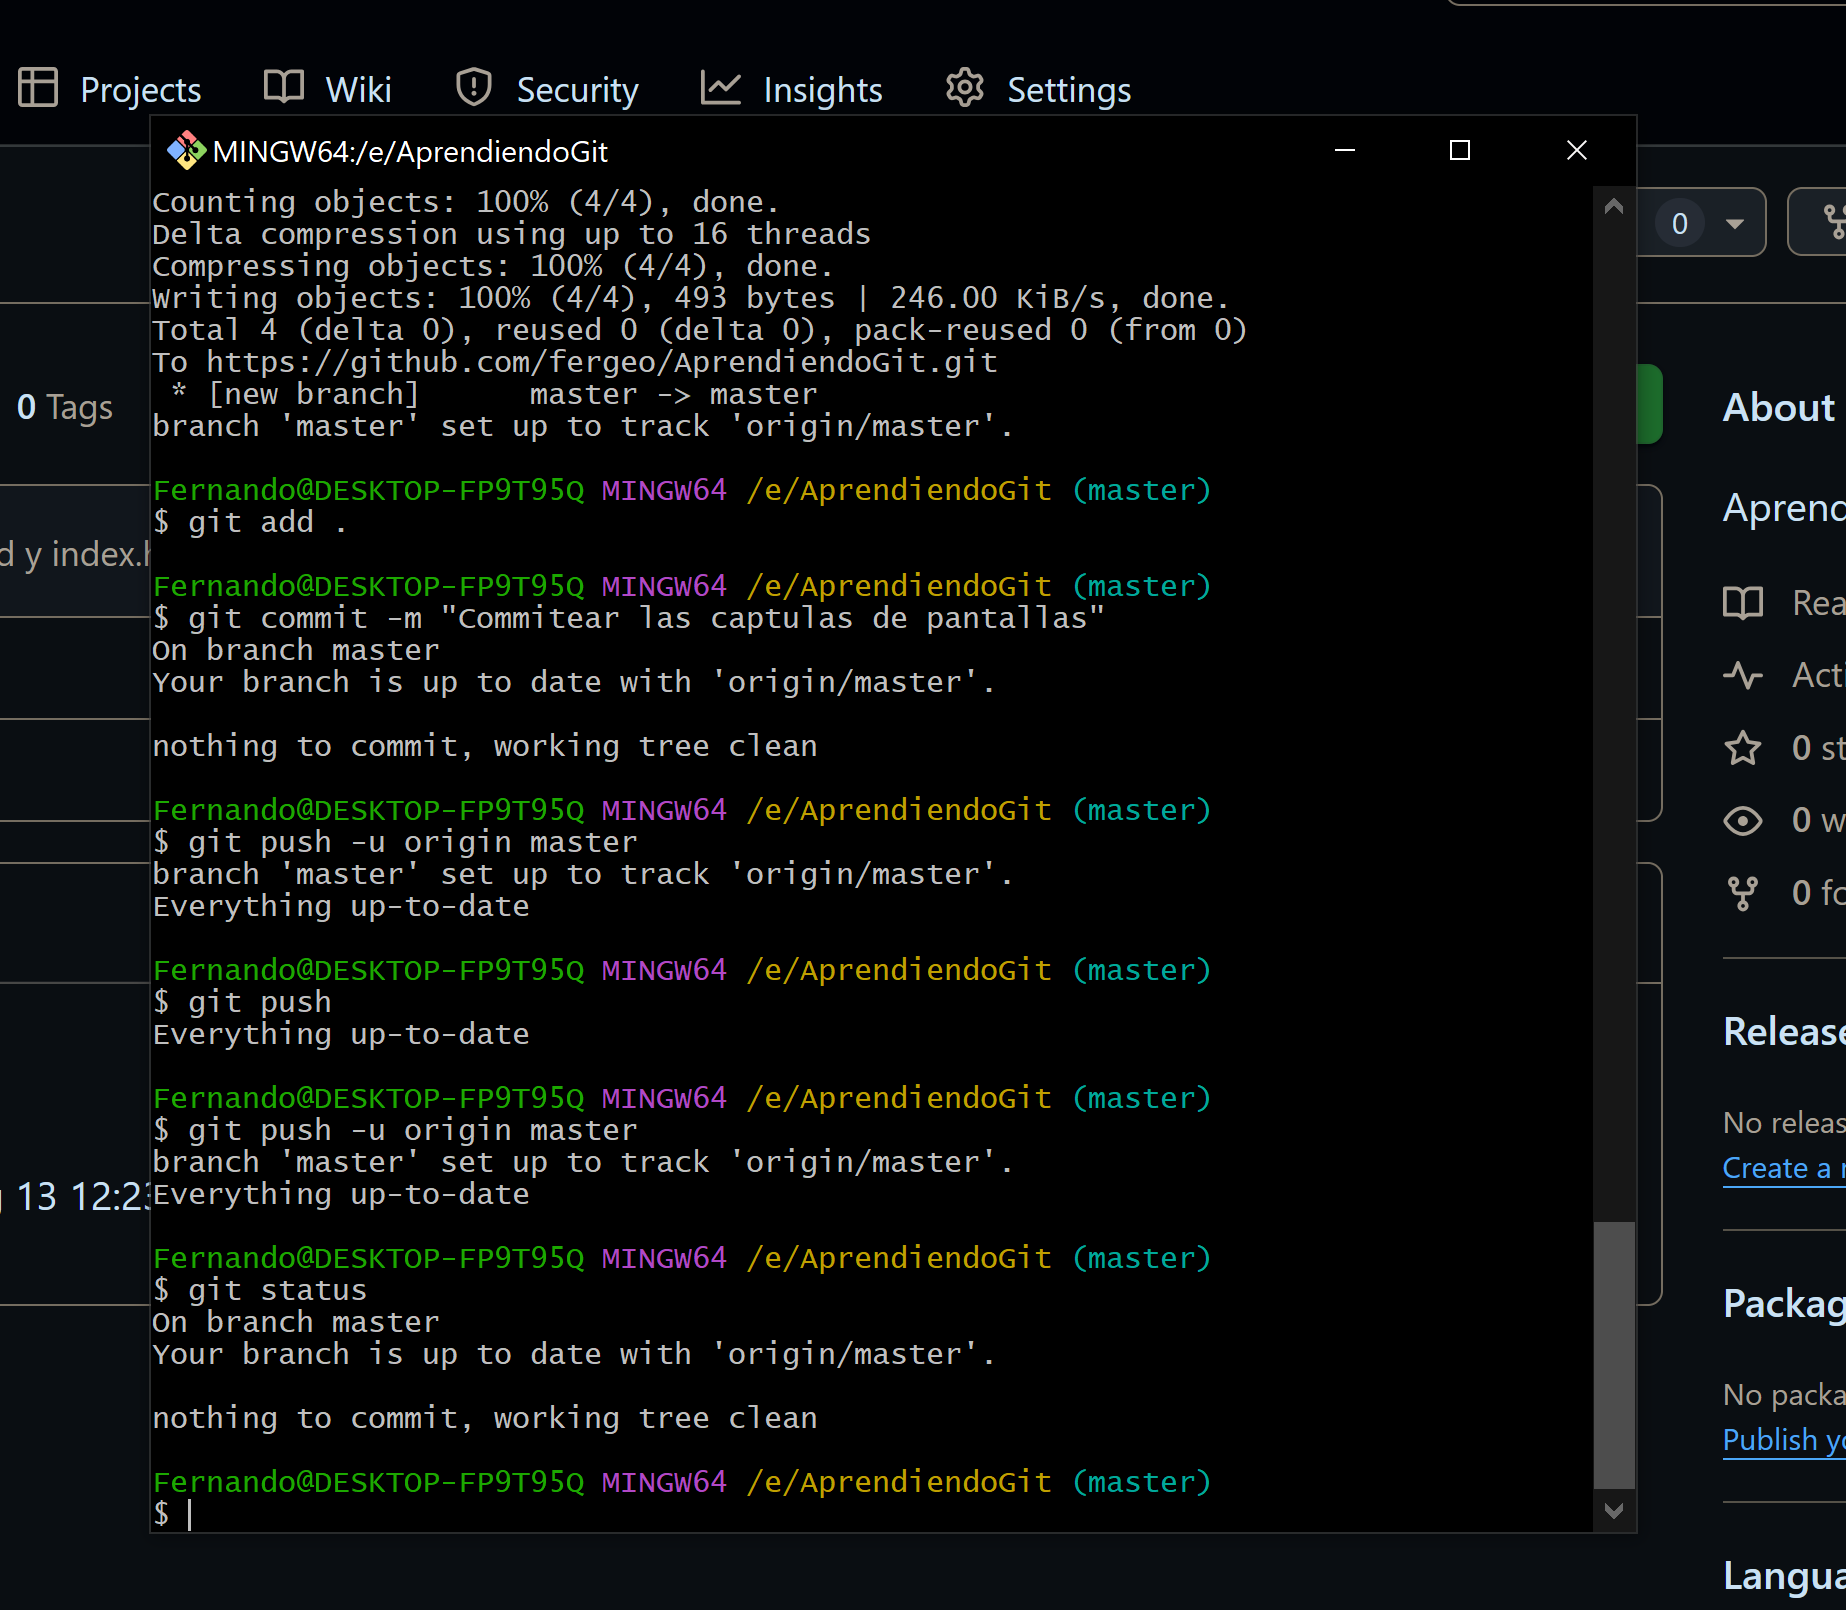 Projects
Wiki
Security
Insights
Settings
MINGW64:/e/AprendiendoGit
Counting objects: 100% (4/4), done.
Delta compression using up to 16 threads
Compressing objects: 100% (4/4), done.
Writing objects: 100% (4/4), 493 bytes | 246.00 KiB/s, done.
Total 4 (delta 0), reused 0 (delta 0), pack-reused 0 (from 0)
To https://github.com/fergeo/AprendiendoGit.git
* [new branch]      master -> master
branch 'master' set up to track 'origin/master'.
Fernando@DESKTOP-FP9T95Q MINGW64 /e/AprendiendoGit (master)
$ git add .
Fernando@DESKTOP-FP9T95Q MINGW64 /e/AprendiendoGit (master)
$ git commit -m "Commitear las captulas de pantallas"
On branch master
Your branch is up to date with 'origin/master'.
nothing to commit, working tree clean
Fernando@DESKTOP-FP9T95Q MINGW64 /e/AprendiendoGit (master)
$ git push -u origin master
branch 'master' set up to track 'origin/master'.
Everything up-to-date
Fernando@DESKTOP-FP9T95Q MINGW64 /e/AprendiendoGit (master)
$ git push
Everything up-to-date
Fernando@DESKTOP-FP9T95Q MINGW64 /e/AprendiendoGit (master)
$ git push -u origin master
branch 'master' set up to track 'origin/master'.
Everything up-to-date
Fernando@DESKTOP-FP9T95Q MINGW64 /e/AprendiendoGit (master)
$ git status
On branch master
Your branch is up to date with 'origin/master'.
nothing to commit, working tree clean
Fernando@DESKTOP-FP9T95Q MINGW64 /e/AprendiendoGit (master)
$
0 Tags
d y index.h
13 12:23
0
About
Aprend
Rea
Acti
0 st
0 w
0 fo
Release
No releas
Create a r
Packag
No packa
Publish yo
Langua